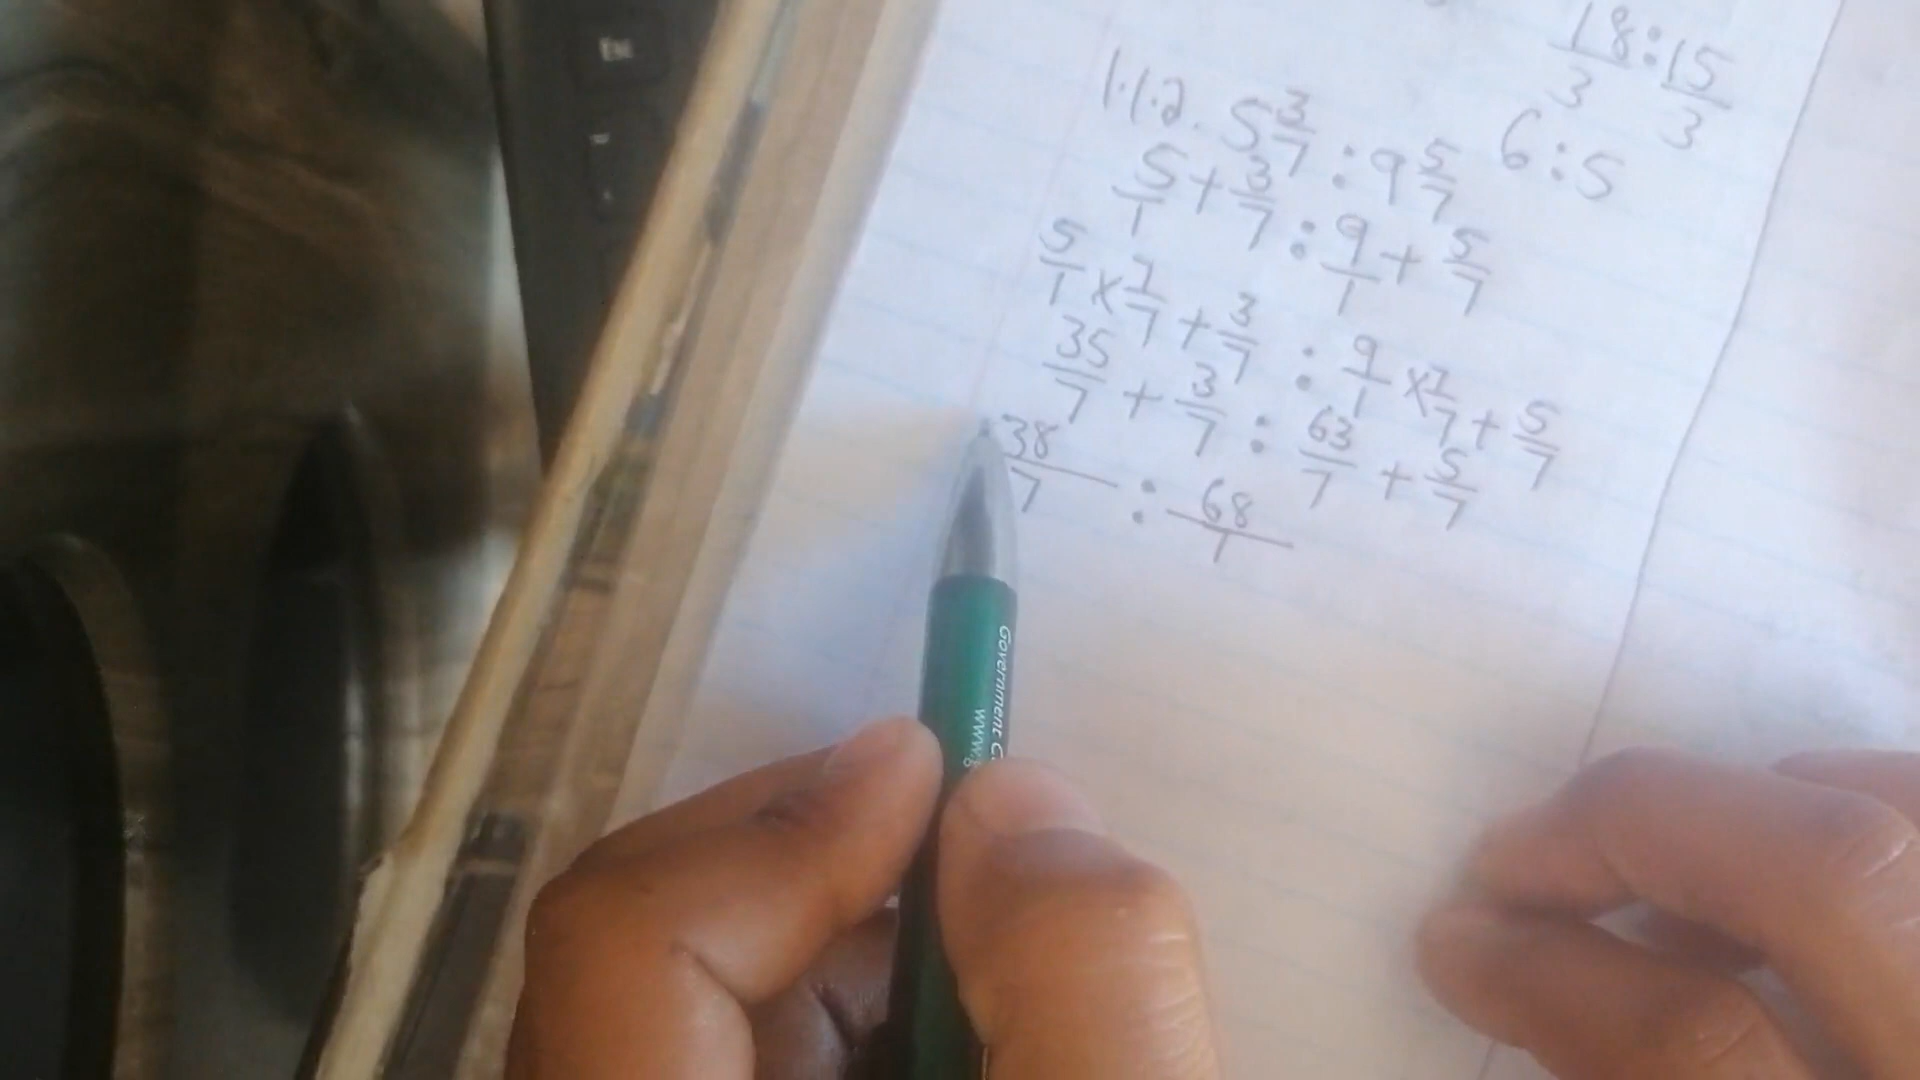 18:15
3 3
6:5
1.1.2. 5 3/7 : 9 5/7
5/1 + 3/7 : 9/1 + 5/7
5/1 × 7/7 + 3/7 : 9/1 × 7/7 + 5/7
35/7 + 3/7 : 63/7 + 5/7
38/7 : 68/7
Government
www.g